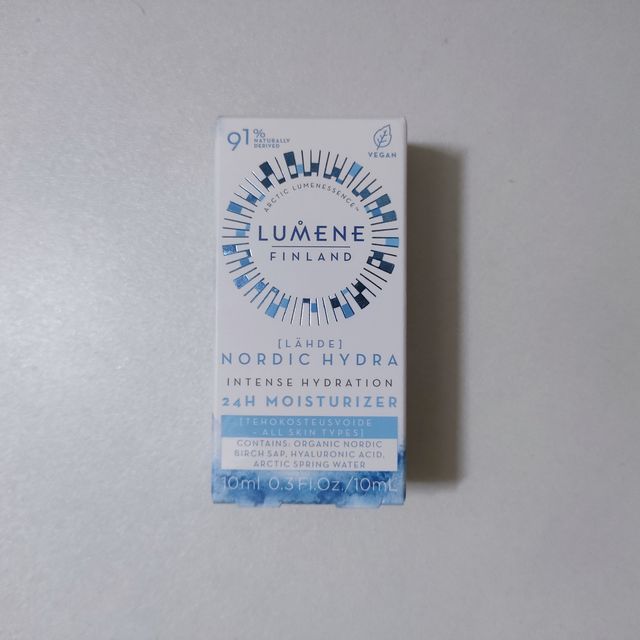 91% NATURALLY DERIVED
VEGAN
ARCTIC LUMENESSENCE™
LUMENE
FINLAND
[LÄHDE]
NORDIC HYDRA
INTENSE HYDRATION
24H MOISTURIZER
[TEHOKOSTEUSVOIDE
- ALL SKIN TYPES]
CONTAINS: ORGANIC NORDIC
BIRCH SAP, HYALURONIC ACID,
ARCTIC SPRING WATER
10ml 0.3 Fl.Oz./10mL